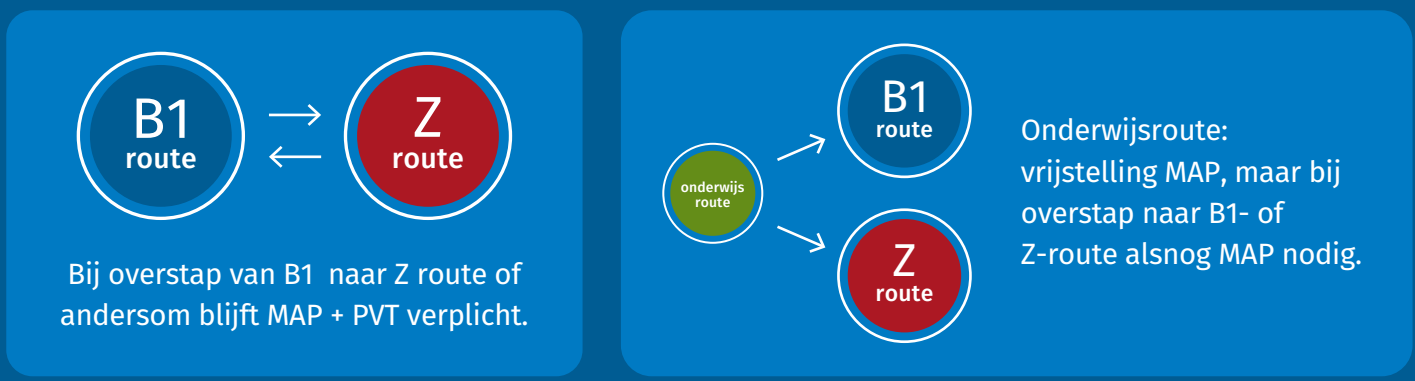 B1
route
Z
route
Bij overstap van B1 naar Z route of
andersom blijft MAP + PVT verplicht.
onderwijs
route
B1
route
Z
route
Onderwijsroute:
vrijstelling MAP, maar bij
overstap naar B1- of
Z-route alsnog MAP nodig.